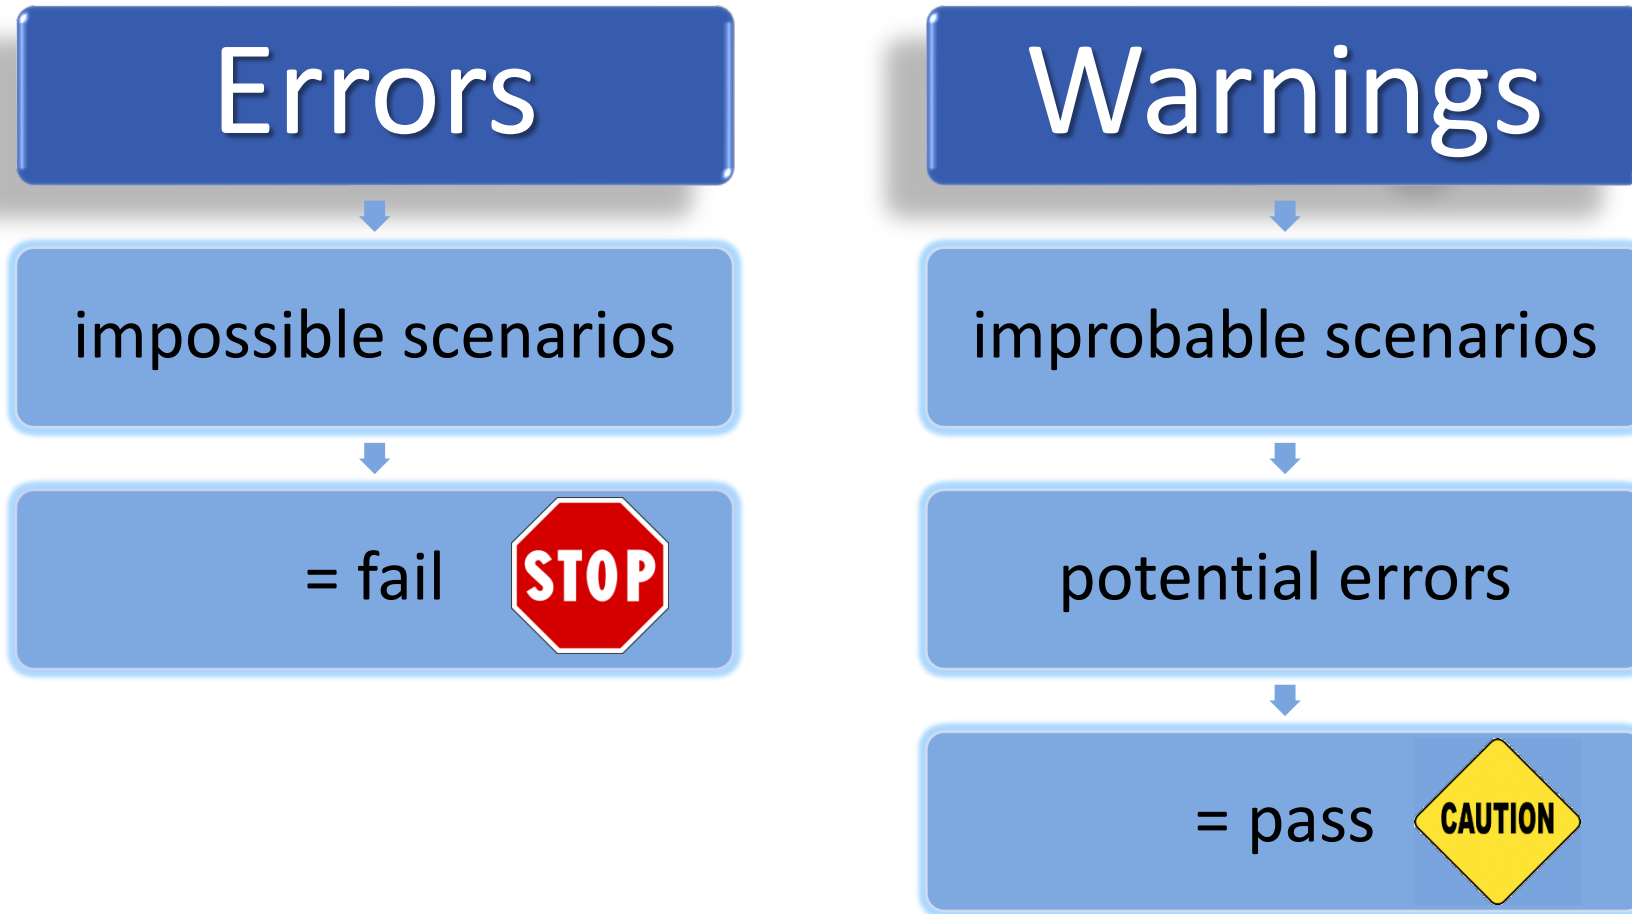 Errors
impossible scenarios
= fail
STOP
Warnings
improbable scenarios
potential errors
= pass
CAUTION